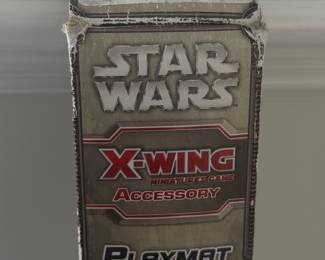 STAR
WARS
X-WING
MINIATURES GAME
ACCESSORY
PLAYMAT